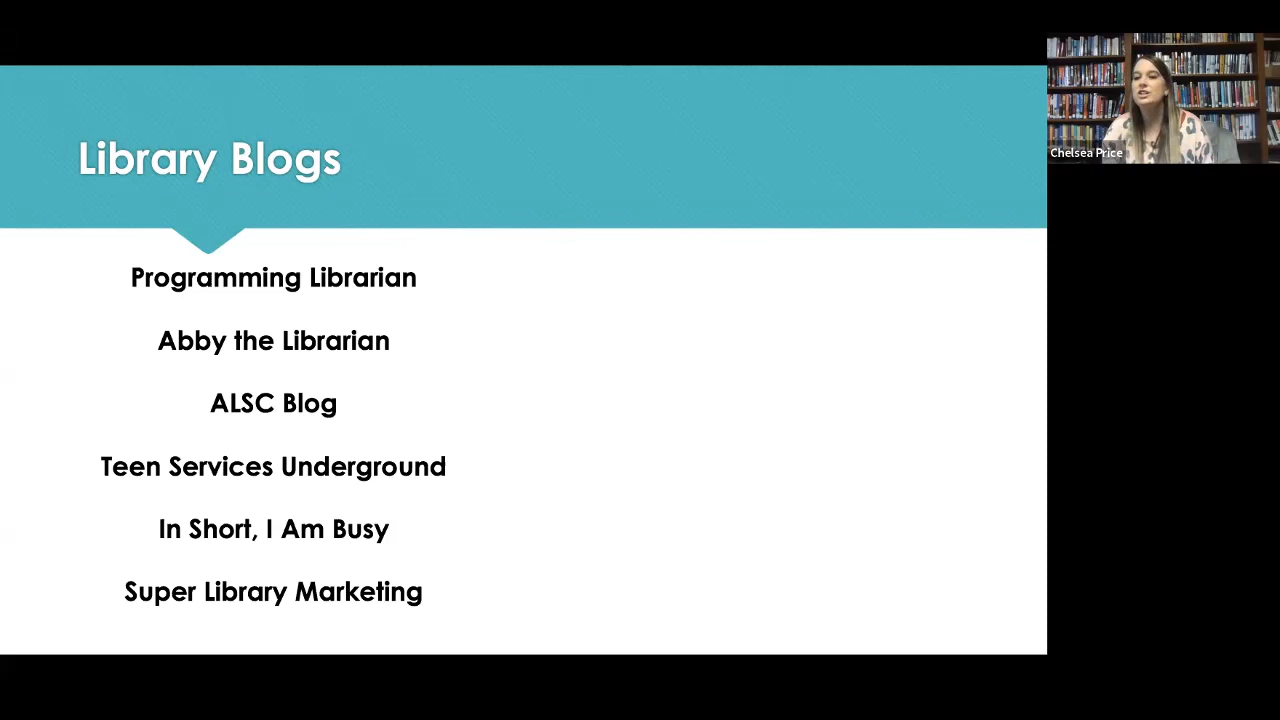 Library Blogs
Programming Librarian
Abby the Librarian
ALSC Blog
Teen Services Underground
In Short, I Am Busy
Super Library Marketing
Chelsea Price